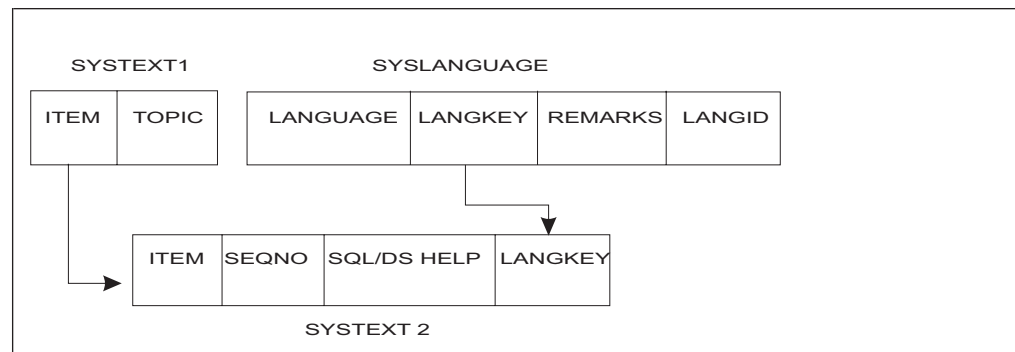 SYSTEXT1
SYSLANGUAGE
ITEM TOPIC
LANGUAGE LANGKEY REMARKS LANGID
ITEM SEQNO SQL/DS HELP LANGKEY
SYSTEXT 2